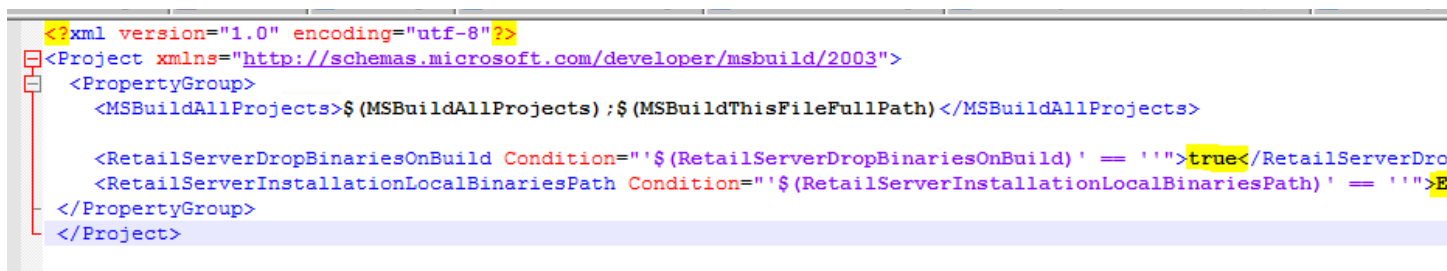 <?xml version="1.0" encoding="utf-8"?>
<Project xmlns="http://schemas.microsoft.com/developer/msbuild/2003">
<PropertyGroup>
<MSBuildAllProjects>$(MSBuildAllProjects);$(MSBuildThisFileFullPath)</MSBuildAllProjects>
<RetailServerDropBinariesOnBuild Condition="'$(RetailServerDropBinariesOnBuild)' == ''">true</RetailServerDro
<RetailServerInstallationLocalBinariesPath Condition="'$(RetailServerInstallationLocalBinariesPath)' == ''">E
</PropertyGroup>
</Project>